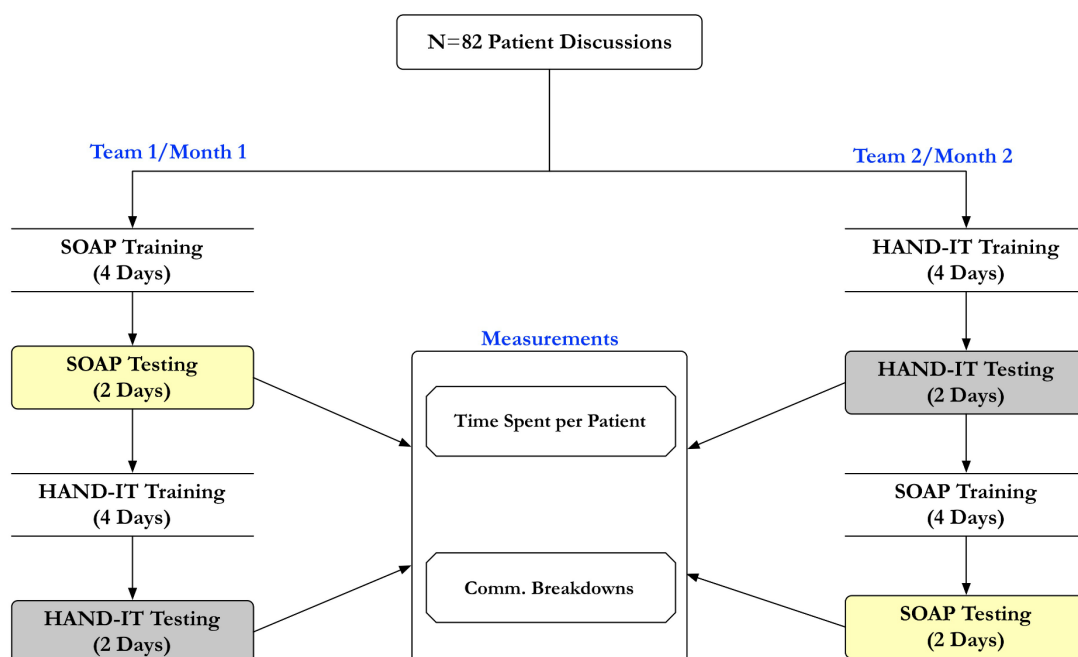 N=82 Patient Discussions
Team 1/Month 1
Team 2/Month 2
SOAP Training
(4 Days)
HAND-IT Training
(4 Days)
Measurements
SOAP Testing
(2 Days)
HAND-IT Testing
(2 Days)
Time Spent per Patient
HAND-IT Training
(4 Days)
SOAP Training
(4 Days)
Comm. Breakdowns
HAND-IT Testing
(2 Days)
SOAP Testing
(2 Days)